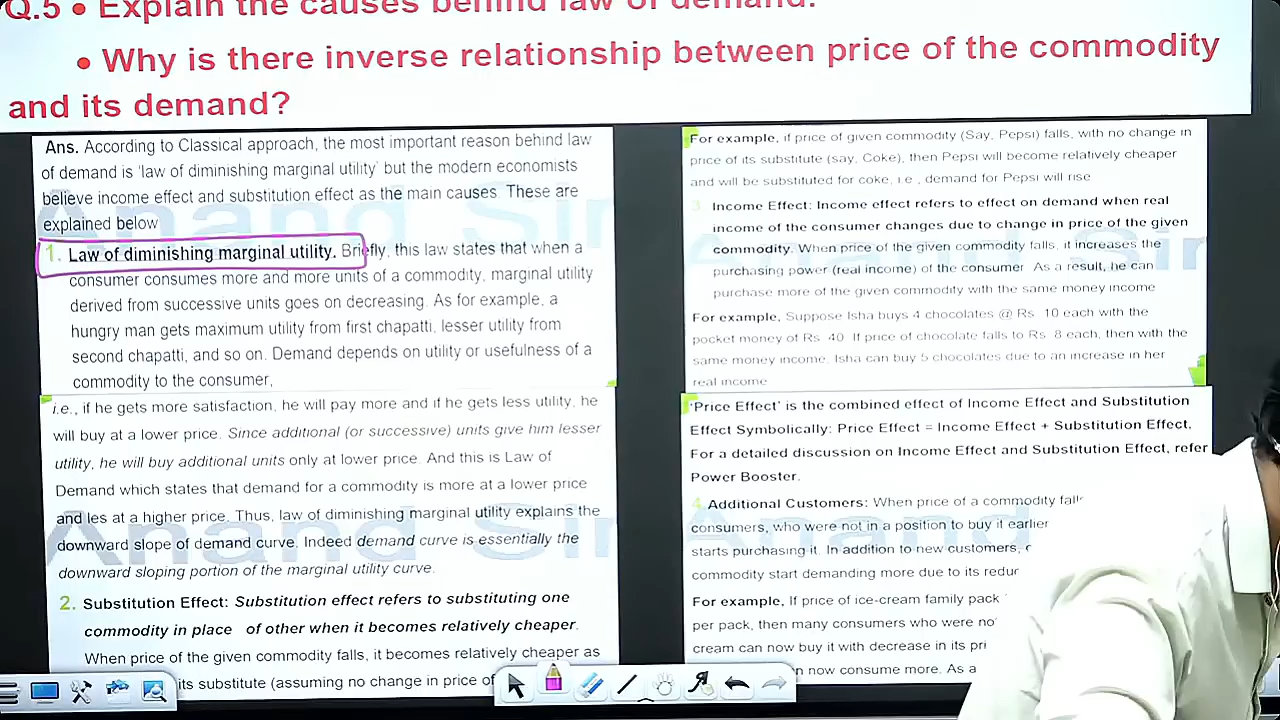 Q.5 • Explain the causes behind law of demand.
• Why is there inverse relationship between price of the commodity
and its demand?
Ans. According to Classical approach, the most important reason behind law
of demand is 'law of diminishing marginal utility' but the modern economists
believe income effect and substitution effect as the main causes. These are
explained below
1. Law of diminishing marginal utility. Briefly, this law states that when a
consumer consumes more and more units of a commodity, marginal utility
derived from successive units goes on decreasing. As for example, a
hungry man gets maximum utility from first chapatti, lesser utility from
second chapatti, and so on. Demand depends on utility or usefulness of a
commodity to the consumer,
i.e., if he gets more satisfaction, he will pay more and if he gets less utility, he
will buy at a lower price. Since additional (or successive) units give him lesser
utility, he will buy additional units only at lower price. And this is Law of
Demand which states that demand for a commodity is more at a lower price
and les at a higher price. Thus, law of diminishing marginal utility explains the
downward slope of demand curve. Indeed demand curve is essentially the
downward sloping portion of the marginal utility curve.
2. Substitution Effect: Substitution effect refers to substituting one
commodity in place of other when it becomes relatively cheaper.
When price of the given commodity falls, it becomes relatively cheaper as
its substitute (assuming no change in price of
For example, if price of given commodity (Say, Pepsi) falls, with no change in
price of its substitute (say, Coke), then Pepsi will become relatively cheaper
and will be substituted for coke, i.e , demand for Pepsi will rise
3. Income Effect: Income effect refers to effect on demand when real
income of the consumer changes due to change in price of the given
commodity. When price of the given commodity falls, it increases the
purchasing power (real income) of the consumer As a result, he can
purchase more of the given commodity with the same money income
For example, Suppose Isha buys 4 chocolates @ Rs 10 each with the
pocket money of Rs 40 If price of chocolate falls to Rs 8 each, then with the
same money income, Isha can buy 5 chocolates due to an increase in her
real income
'Price Effect' is the combined effect of Income Effect and Substitution
Effect Symbolically: Price Effect = Income Effect + Substitution Effect.
For a detailed discussion on Income Effect and Substitution Effect, refer
Power Booster.
4. Additional Customers: When price of a commodity
consumers, who were not in a position to buy it earlier
starts purchasing it. In addition to new customers,
commodity start demanding more due to its
For example, If price of ice-cream family pack
per pack, then many consumers who were
cream can now buy it with decrease in its
now consume more. As a
Anand
Anand